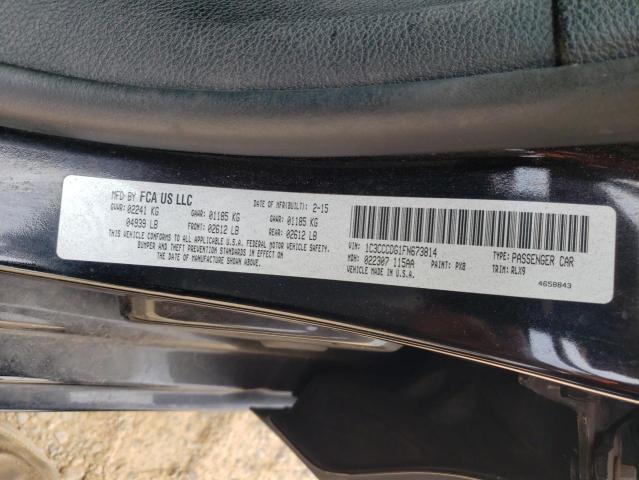 MFD BY FCA US LLC DATE OF MFR(BUILT): 2-15
GVWR: 02241 KG GAWR: 01185 KG GAWR: 01185 KG
04939 LB FRONT: 02612 LB REAR: 02612 LB
THIS VEHICLE CONFORMS TO ALL APPLICABLE U.S.A. FEDERAL MOTOR VEHICLE SAFETY,
BUMPER AND THEFT PREVENTION STANDARDS IN EFFECT ON
THE DATE OF MANUFACTURE SHOWN ABOVE.
VIN: 1C3CCCDG1FN673814 TYPE: PASSENGER CAR
MDH: 022307 115AA PAINT: PX8 TRIM: RLX9
VEHICLE MADE IN U.S.A. 4658843